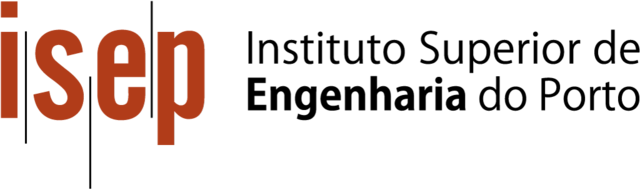 isep
Instituto Superior de
Engenharia do Porto